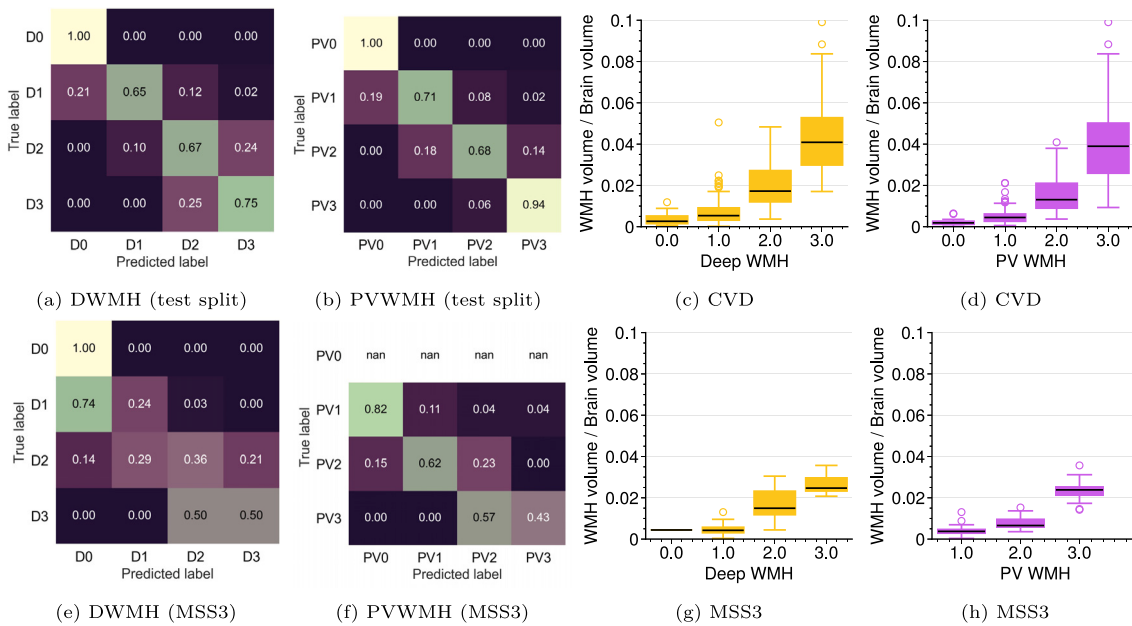 True label
D0 1.00 0.00 0.00 0.00
D1 0.21 0.65 0.12 0.02
D2 0.00 0.10 0.67 0.24
D3 0.00 0.00 0.25 0.75
D0 D1 D2 D3
Predicted label
(a) DWMH (test split)
True label
PV0 1.00 0.00 0.00 0.00
PV1 0.19 0.71 0.08 0.02
PV2 0.00 0.18 0.68 0.14
PV3 0.00 0.00 0.06 0.94
PV0 PV1 PV2 PV3
Predicted label
(b) PVWMH (test split)
WMH volume / Brain volume
0.1
0.08
0.06
0.04
0.02
0
0.0 1.0 2.0 3.0
Deep WMH
(c) CVD
WMH volume / Brain volume
0.1
0.08
0.06
0.04
0.02
0
0.0 1.0 2.0 3.0
PV WMH
(d) CVD
True label
D0 1.00 0.00 0.00 0.00
D1 0.74 0.24 0.03 0.00
D2 0.14 0.29 0.36 0.21
D3 0.00 0.00 0.50 0.50
D0 D1 D2 D3
Predicted label
(e) DWMH (MSS3)
True label
PV0 nan nan nan nan
PV1 0.82 0.11 0.04 0.04
PV2 0.15 0.62 0.23 0.00
PV3 0.00 0.00 0.57 0.43
PV0 PV1 PV2 PV3
Predicted label
(f) PVWMH (MSS3)
WMH volume / Brain volume
0.1
0.08
0.06
0.04
0.02
0
0.0 1.0 2.0 3.0
Deep WMH
(g) MSS3
WMH volume / Brain volume
0.1
0.08
0.06
0.04
0.02
0
1.0 2.0 3.0
PV WMH
(h) MSS3